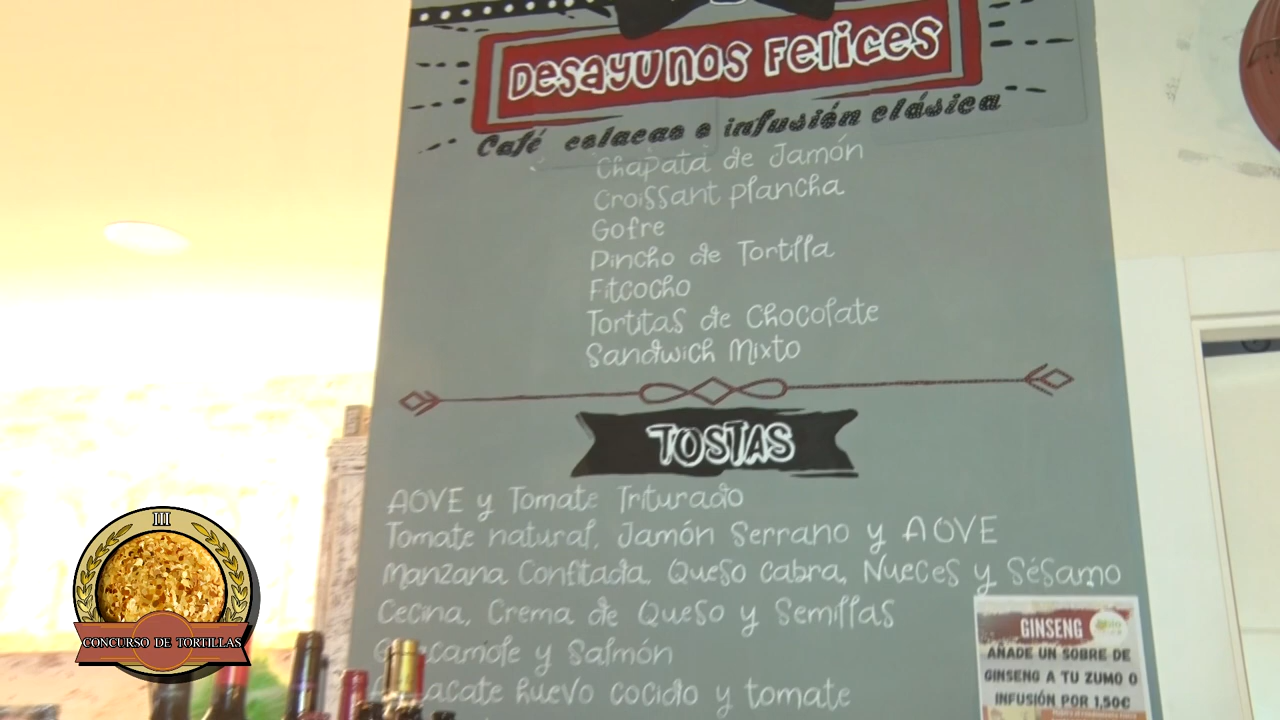 Desayunos Felices
Café colacao o infusión clásica
Chapata de Jamón
Croissant plancha
Gofre
Pincho de Tortilla
Fitcocho
Tortitas de Chocolate
Sandwich Mixto
TOSTAS
AOVE y Tomate Triturado
Tomate natural, Jamón Serrano y AOVE
Manzana Confitada, Queso Cabra, Nueces y Sésamo
Cecina, Crema de Queso y Semillas
y Salmón
huevo cocido y tomate
GINSENG
AÑADE UN SOBRE DE
GINSENG A TU ZUMO O
INFUSIÓN POR 1,50€
III
CONCURSO DE TORTILLAS